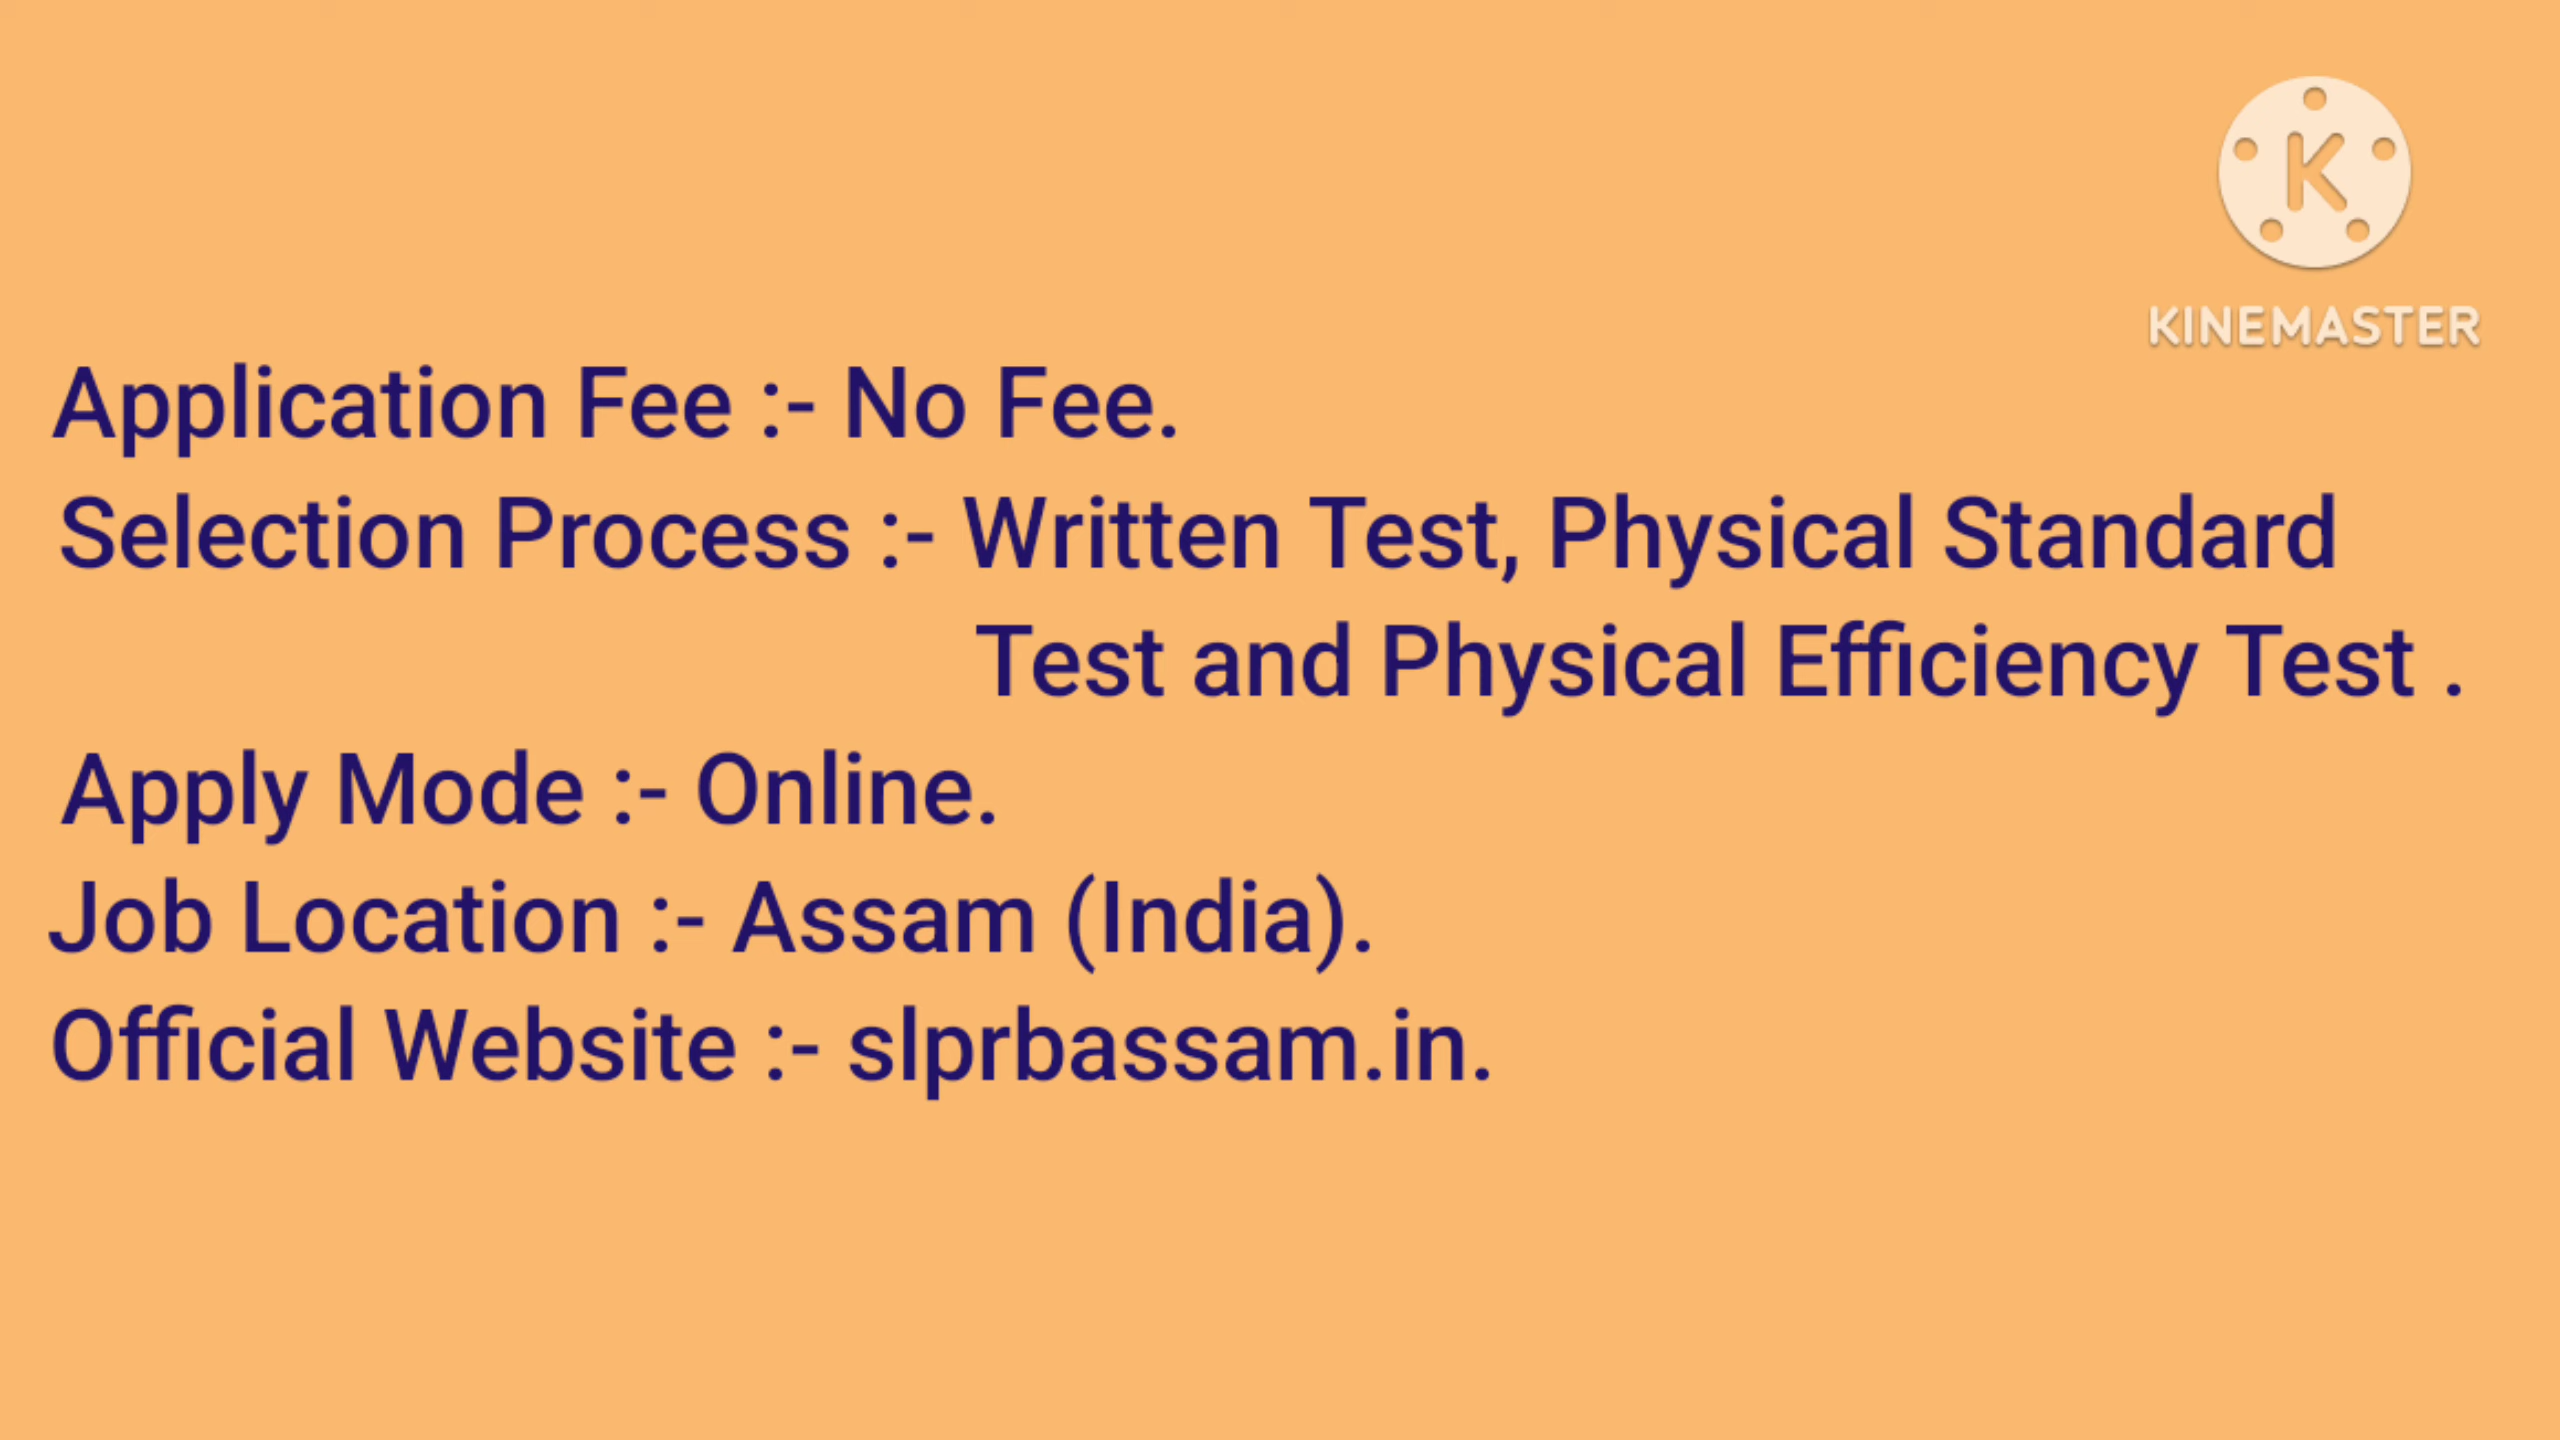 K
KINEMASTER
Application Fee :- No Fee.
Selection Process :- Written Test, Physical Standard
Test and Physical Efficiency Test .
Apply Mode :- Online.
Job Location :- Assam (India).
Official Website :- slprbassam.in.